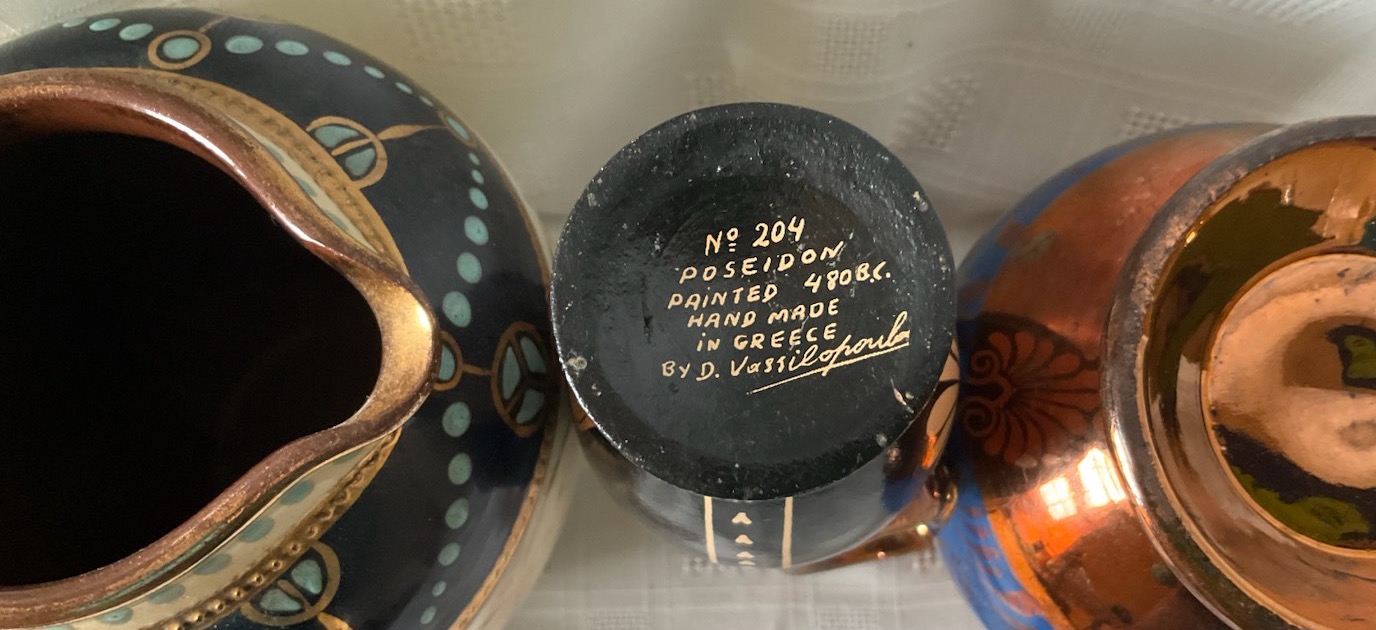 Nº 204
POSEIDON
PAINTED 480B.C.
HAND MADE
iN GREECE
BY D. Vassilopoulo